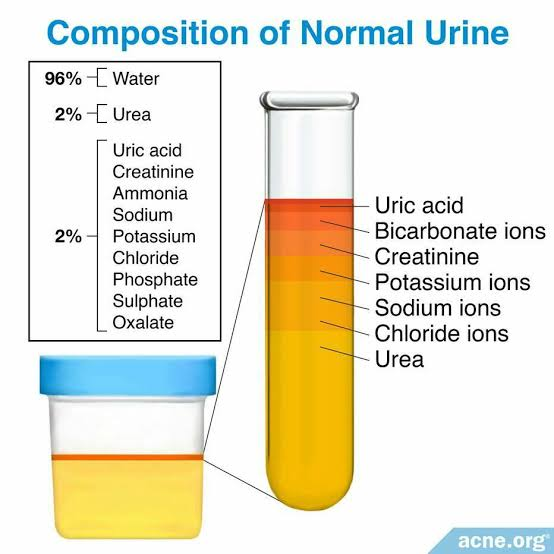 Composition of Normal Urine
96% Water
2% Urea
Uric acid
Creatinine
Ammonia
Sodium
2% Potassium
Chloride
Phosphate
Sulphate
Oxalate
Uric acid
Bicarbonate ions
Creatinine
Potassium ions
Sodium ions
Chloride ions
Urea
acne.org